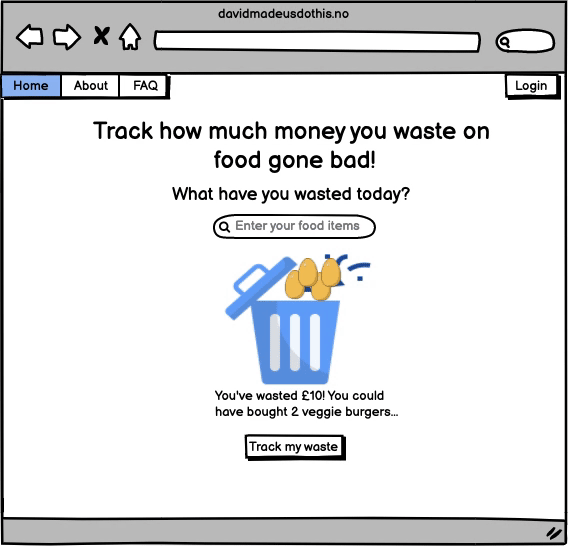 davidmadeusdothis.no
Home About FAQ Login
Track how much money you waste on
food gone bad!
What have you wasted today?
Enter your food items
You've wasted £10! You could
have bought 2 veggie burgers...
Track my waste